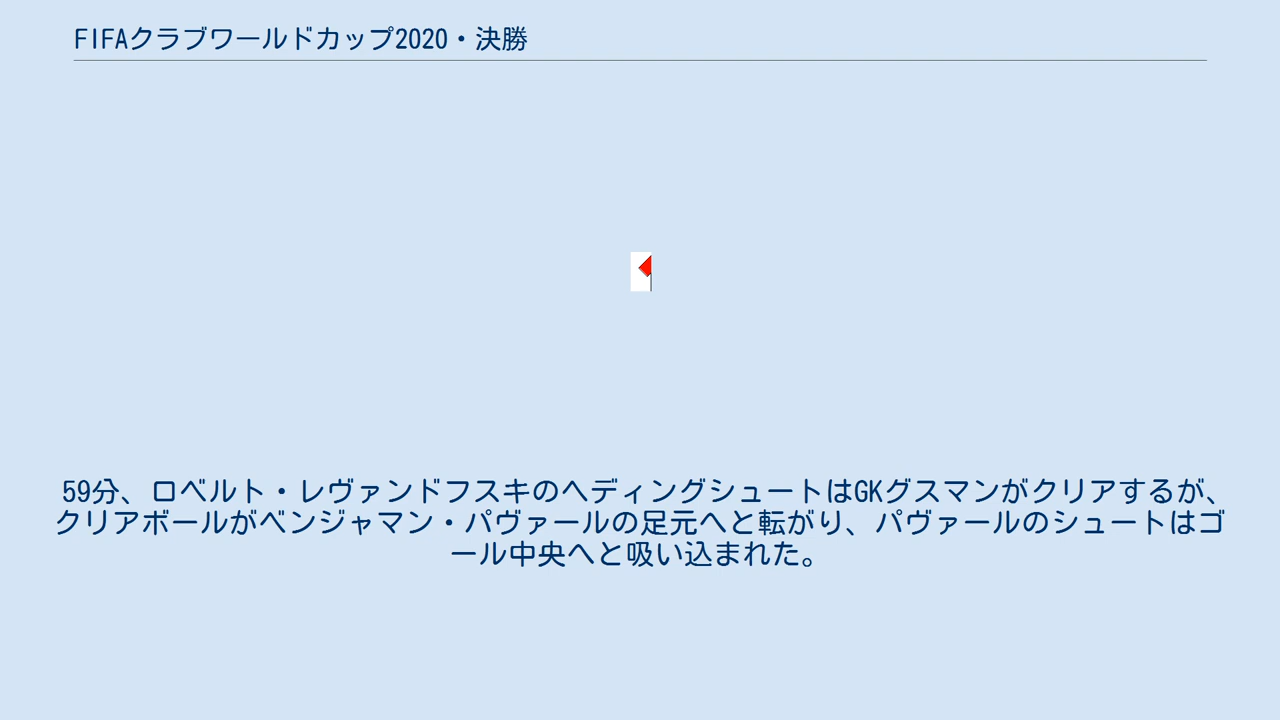 FIFAクラブワールドカップ2020・決勝
59分、ロベルト・レヴァンドフスキのヘディングシュートはGKグスマンがクリアするが、
クリアボールがベンジャマン・パヴァールの足元へと転がり、パヴァールのシュートはゴ
ール中央へと吸い込まれた。